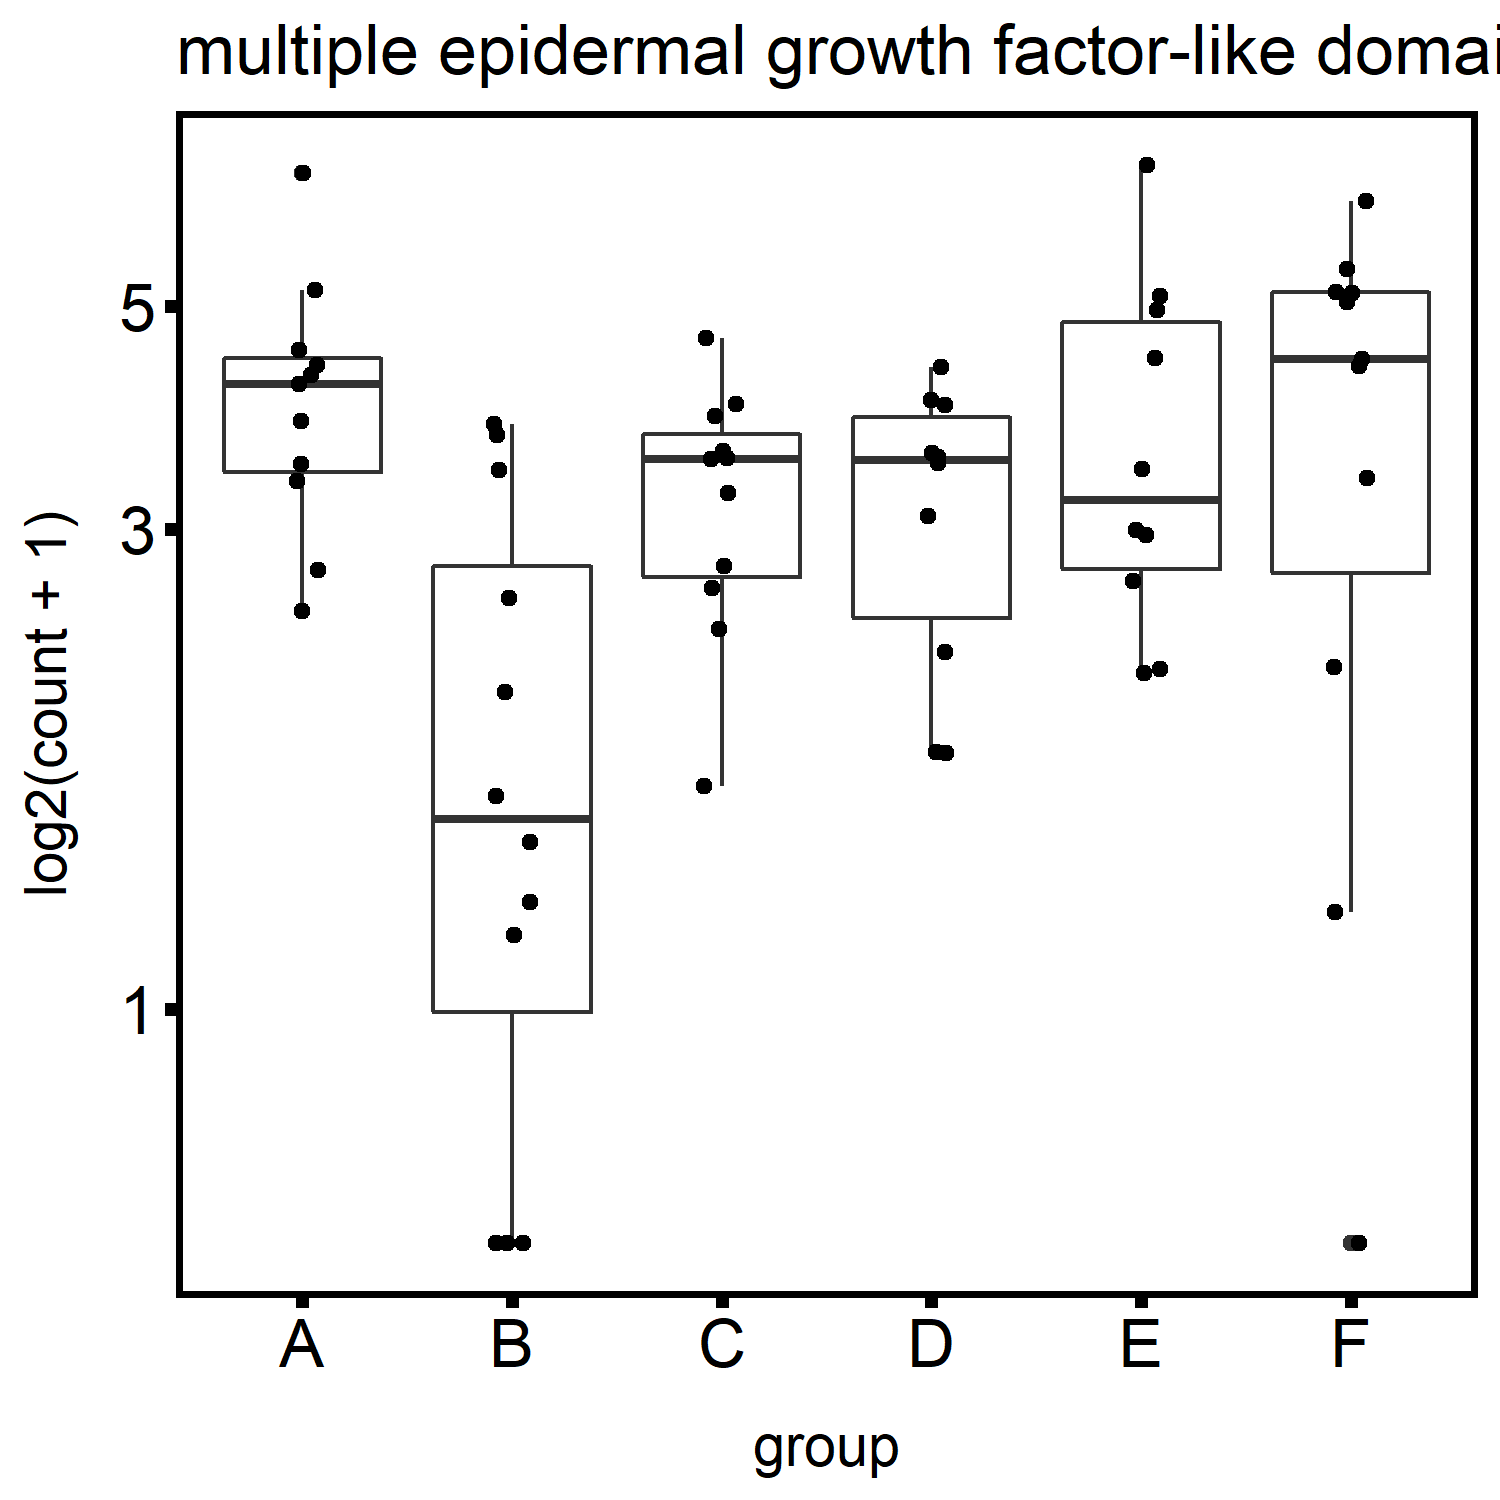 multiple epidermal growth factor-like domai
5
3
1
log2(count + 1)
A B C D E F
group